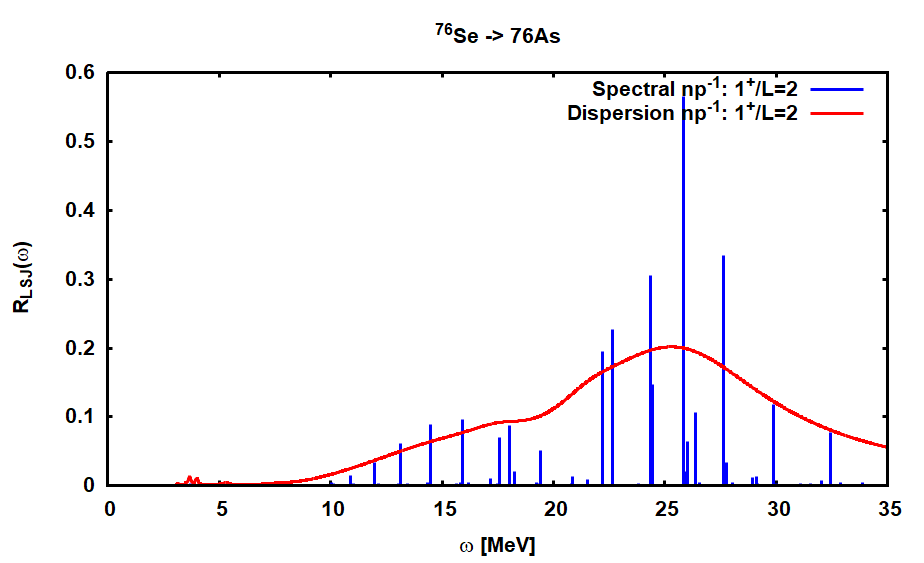 ⁷⁶Se -> 76As
Spectral np⁻¹: 1⁺/L=2
Dispersion np⁻¹: 1⁺/L=2
0.6
0.5
0.4
0.3
0.2
0.1
0
R_LSJ(ω)
0 5 10 15 20 25 30 35
ω [MeV]